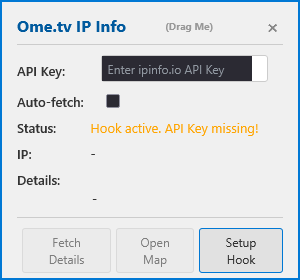 Ome.tv IP Info (Drag Me) ×
API Key: Enter ipinfo.io API Key
Auto-fetch:
Status: Hook active. API Key missing!
IP: -
Details:
-
Fetch Open Setup
Details Map Hook